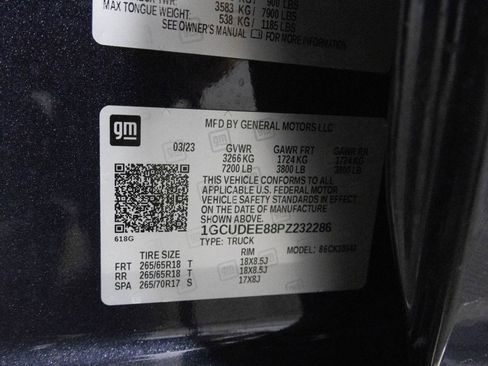 3583 KG / 7900 LBS
MAX TONGUE WEIGHT: 538 KG / 1185 LBS
SEE OWNER'S MANUAL FOR MORE INFORMATION
gm
MFD BY GENERAL MOTORS LLC
03/23 GVWR GAWR FRT GAWR RR
3266 KG 1724 KG 1724 KG
7200 LB 3800 LB 3800 LB
THIS VEHICLE CONFORMS TO ALL
APPLICABLE U.S. FEDERAL MOTOR
VEHICLE SAFETY STANDARDS IN EFFECT
ON THE DATE OF MANUFACTURE
SHOWN ABOVE.
618G
1GCUDEE88PZ232286
TYPE: TRUCK MODEL:
TIRE SIZE RIM
FRT 265/65R18 T 18X8.5J
RR 265/65R18 T 18X8.5J
SPA 265/70R17 S 17X8J